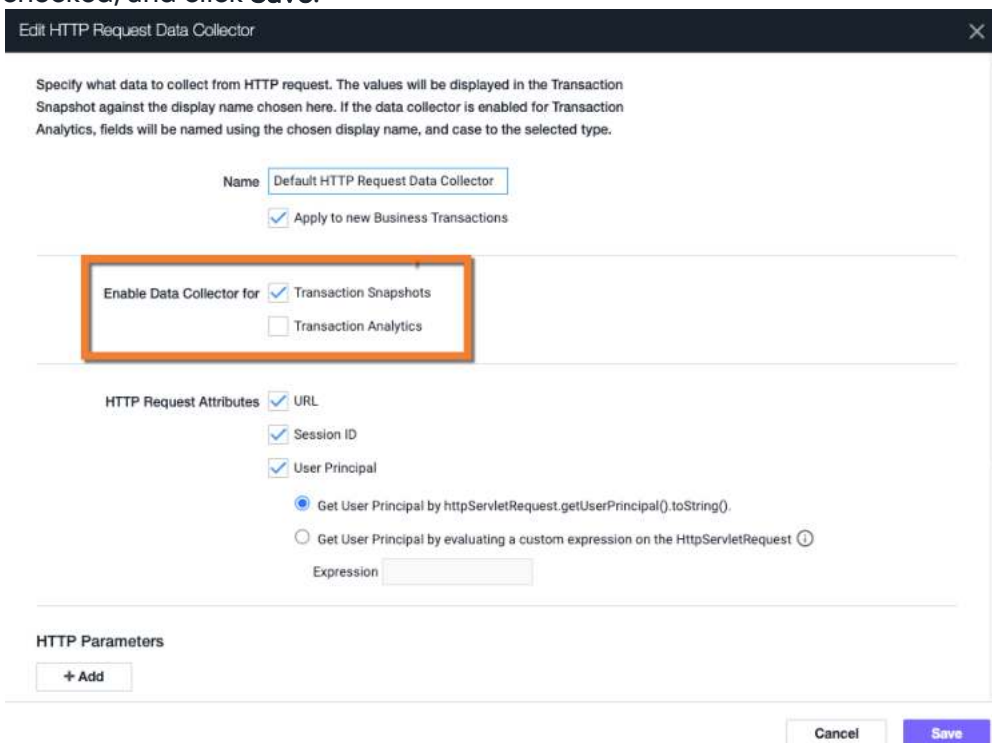 checked, and click Save.
Edit HTTP Request Data Collector
Specify what data to collect from HTTP request. The values will be displayed in the Transaction
Snapshot against the display name chosen here. If the data collector is enabled for Transaction
Analytics, fields will be named using the chosen display name, and case to the selected type.
Name Default HTTP Request Data Collector
Apply to new Business Transactions
Enable Data Collector for Transaction Snapshots
Transaction Analytics
HTTP Request Attributes URL
Session ID
User Principal
Get User Principal by httpServletRequest.getUserPrincipal().toString().
Get User Principal by evaluating a custom expression on the HttpServletRequest
Expression
HTTP Parameters
+ Add
Cancel Save